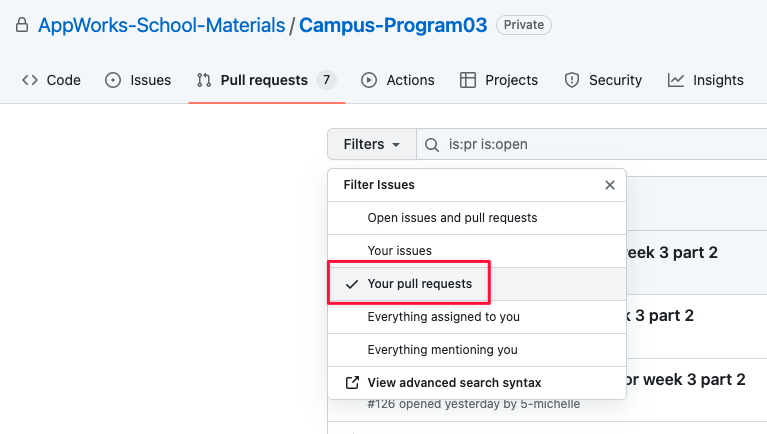 AppWorks-School-Materials / Campus-Program03 Private
Code Issues Pull requests 7 Actions Projects Security Insights
Filters is:pr is:open
Filter Issues
Open issues and pull requests
Your issues
week 3 part 2
Your pull requests
Everything assigned to you
3 part 2
Everything mentioning you
View advanced search syntax
or week 3 part 2
#126 opened yesterday by 5-michelle